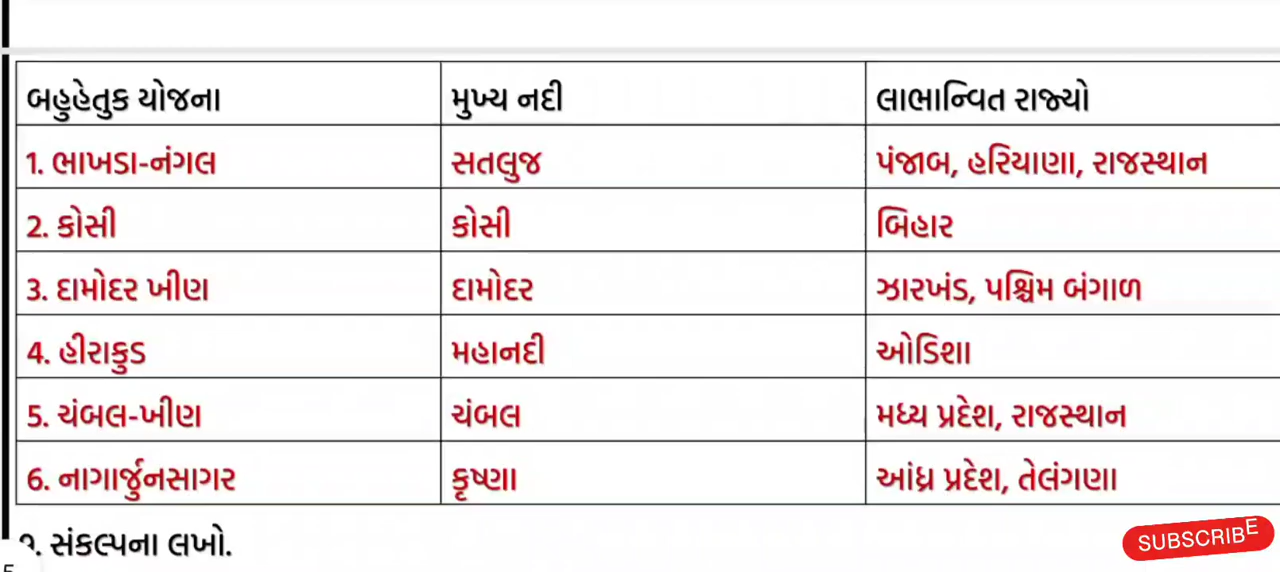 બહુહેતુક યોજના મુખ્ય નદી લાભાન્વિત રાજ્યો
1. ભાખડા-નંગલ સતલુજ પંજાબ, હરિયાણા, રાજસ્થાન
2. કોસી કોસી બિહાર
3. દામોદર ખીણ દામોદર ઝારખંડ, પશ્ચિમ બંગાળ
4. હીરાકુડ મહાનદી ઓડિશા
5. ચંબલ-ખીણ ચંબલ મધ્ય પ્રદેશ, રાજસ્થાન
6. નાગાર્જુનસાગર કૃષ્ણા આંધ્ર પ્રદેશ, તેલંગણા
સંકલ્પના લખો.
SUBSCRIBE